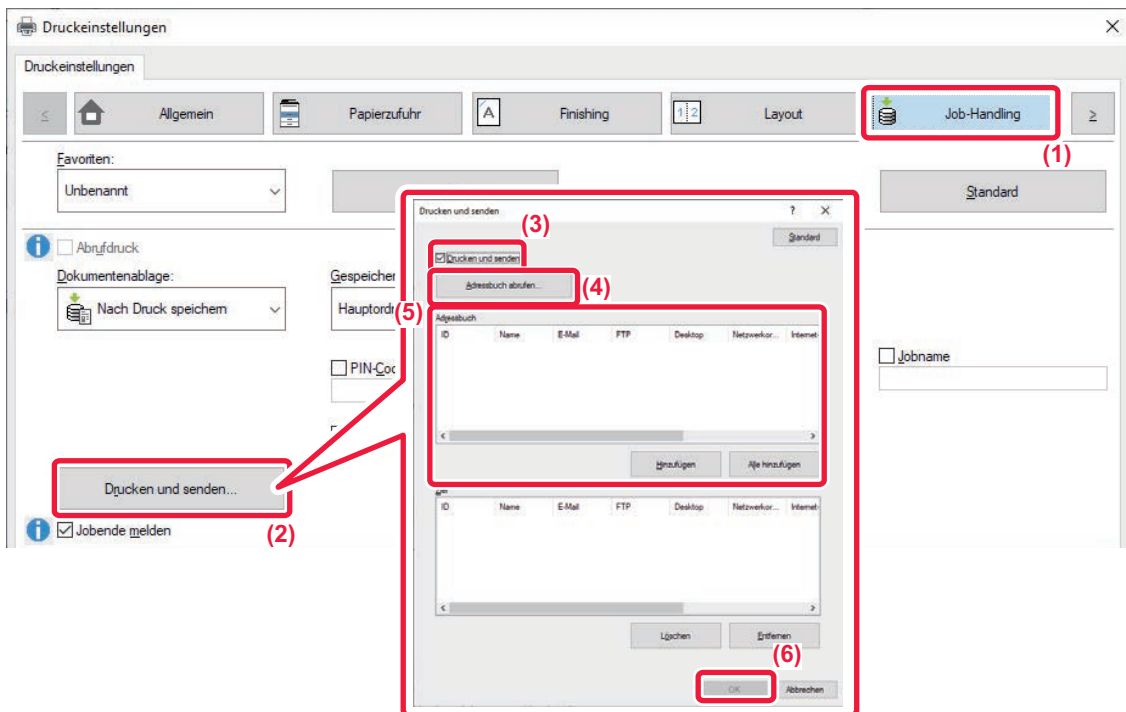 Druckeinstellungen
Druckeinstellungen
Allgemein
Papierzufuhr
Finishing
Layout
Job-Handling
(1)
Favoriten:
Unbenannt
Standard
Drucken und senden
(3)
Standard
Abrufdruck
Drucken und senden
Dokumentenablage:
Gespeicher
Adressbuch abrufen...
(4)
Nach Druck speichern
Hauptordn
(5)
Adressbuch
ID Name E-Mail FTP Desktop Netzwerkor... Internet-
PIN-Coc
Jobname
Hinzufügen Alle hinzufügen
Drucken und senden...
(2)
ID Name E-Mail FTP Desktop Netzwerkor... Internet-
Jobende melden
Löschen Entfernen
(6)
OK Abbrechen